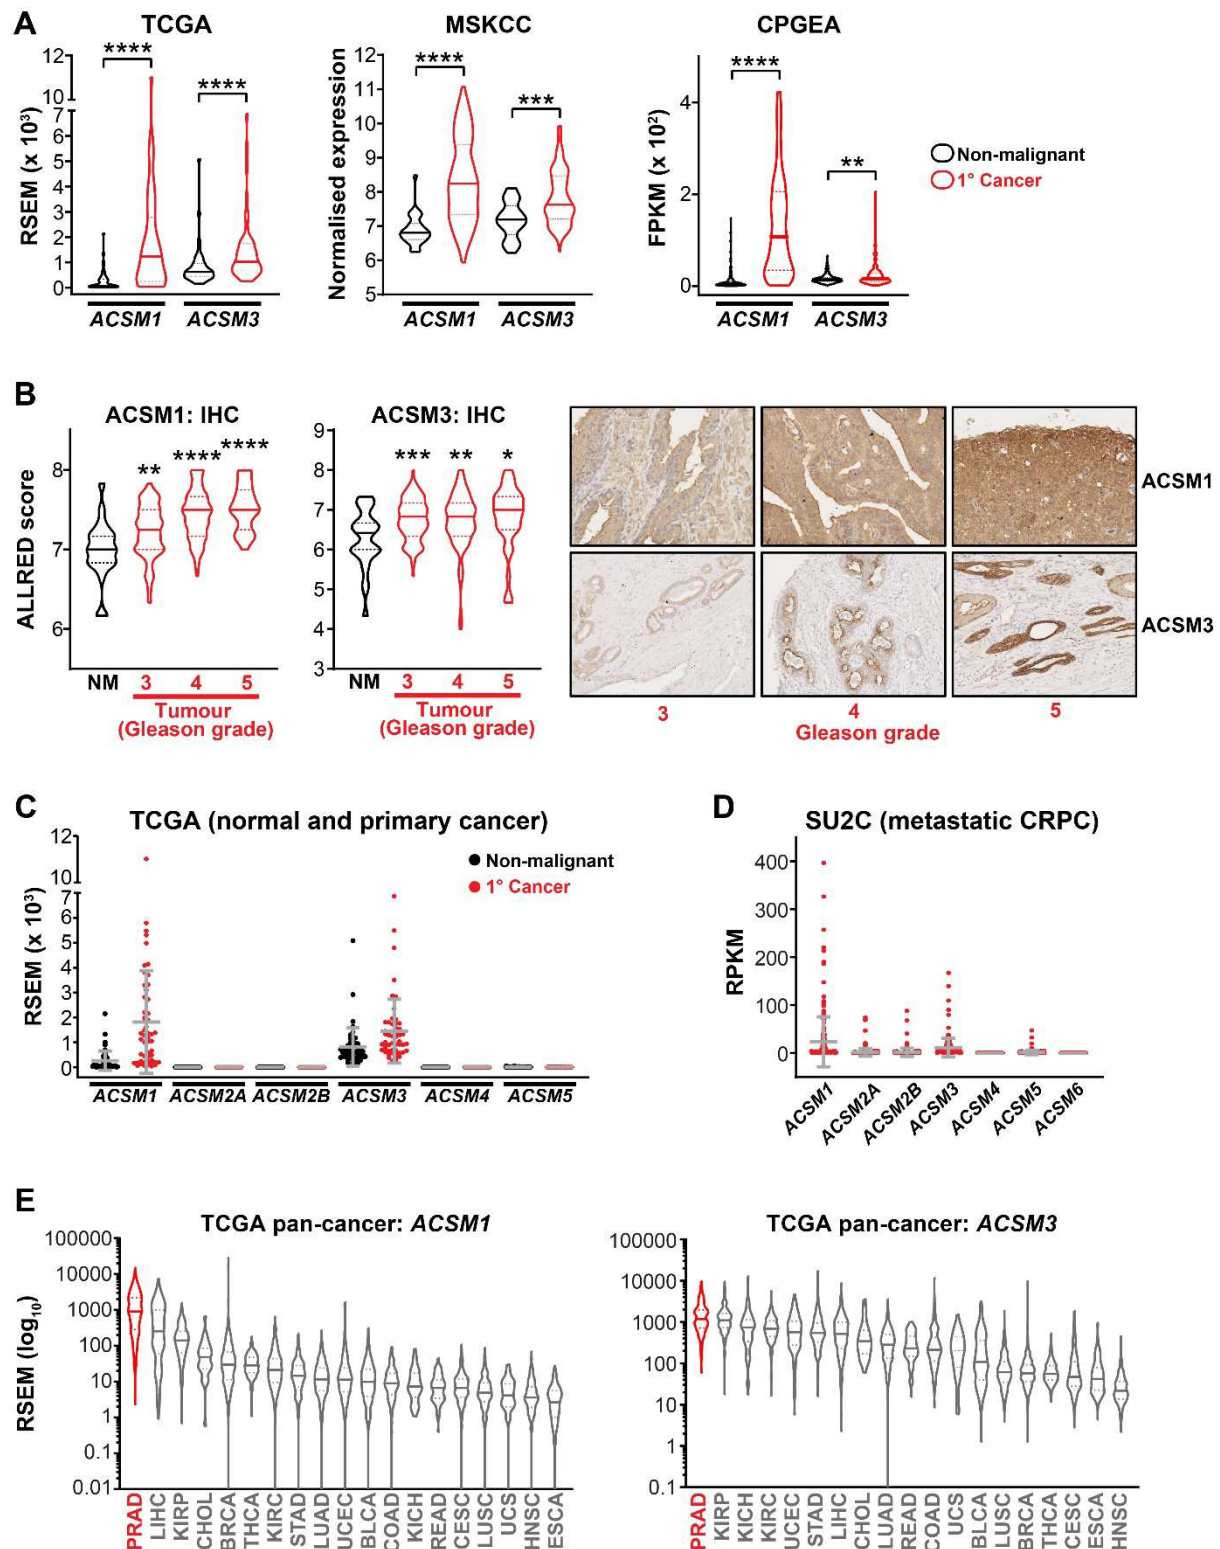 A
TCGA
MSKCC
CPGEA
RSEM (x 10³)
12
10
7
6
5
4
3
2
1
0
****
****
ACSM1
ACSM3
Normalised expression
12
11
10
9
8
7
6
5
****
***
ACSM1
ACSM3
FPKM (x 10²)
4
2
0
****
**
ACSM1
ACSM3
Non-malignant
1° Cancer
B
ACSM1: IHC
ACSM3: IHC
ALLRED score
8
7
6
**
****
****
NM
3
4
5
Tumour
(Gleason grade)
9
8
7
6
5
4
3
***
**
*
NM
3
4
5
Tumour
(Gleason grade)
ACSM1
ACSM3
3
4
5
Gleason grade
C
TCGA (normal and primary cancer)
RSEM (x 10³)
12
10
7
6
5
4
3
2
1
0
Non-malignant
1° Cancer
ACSM1
ACSM2A
ACSM2B
ACSM3
ACSM4
ACSM5
D
SU2C (metastatic CRPC)
RPKM
400
300
200
100
0
ACSM1
ACSM2A
ACSM2B
ACSM3
ACSM4
ACSM5
ACSM6
E
TCGA pan-cancer: ACSM1
RSEM (log₁₀)
100000
10000
1000
100
10
1
0.1
0.01
PRAD
LIHC
KIRP
CHOL
BRCA
THCA
KIRC
STAD
LUAD
UCEC
BLCA
COAD
KICH
READ
CESC
LUSC
UCS
HNSC
ESCA
TCGA pan-cancer: ACSM3
100000
10000
1000
100
10
1
0.1
PRAD
KIRP
KICH
KIRC
UCEC
STAD
LIHC
CHOL
LUAD
READ
COAD
UCS
BLCA
LUSC
BRCA
THCA
CESC
ESCA
HNSC